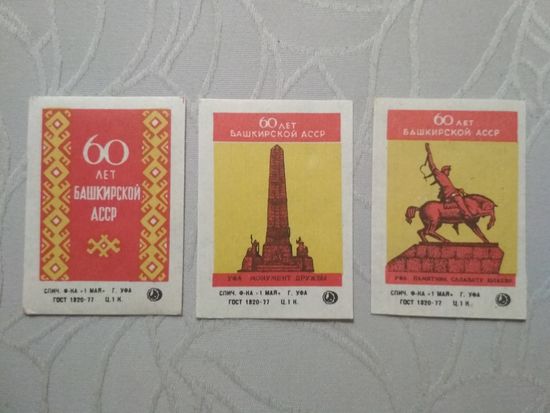 60
ЛЕТ
БАШКИРСКОЙ
АССР
СПИЧ. Ф-КА «1 МАЯ» Г. УФА
ГОСТ 1820-77 Ц. 1 К.
60 ЛЕТ
БАШКИРСКОЙ АССР
УФА МОНУМЕНТ ДРУЖБЫ
СПИЧ. Ф-КА «1 МАЯ» Г. УФА
ГОСТ 1820-77 Ц. 1 К.
60 ЛЕТ
БАШКИРСКОЙ АССР
УФА ПАМЯТНИК САЛАВАТУ ЮЛАЕВУ
СПИЧ. Ф-КА «1 МАЯ» Г. УФА
ГОСТ 1820-77 Ц. 1 К.